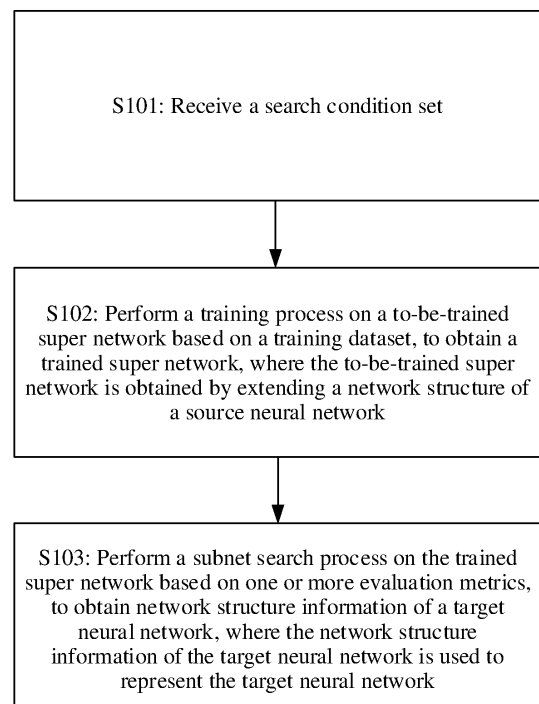 S101: Receive a search condition set
S102: Perform a training process on a to-be-trained
super network based on a training dataset, to obtain a
trained super network, where the to-be-trained super
network is obtained by extending a network structure of
a source neural network
S103: Perform a subnet search process on the trained
super network based on one or more evaluation metrics,
to obtain network structure information of a target
neural network, where the network structure
information of the target neural network is used to
represent the target neural network